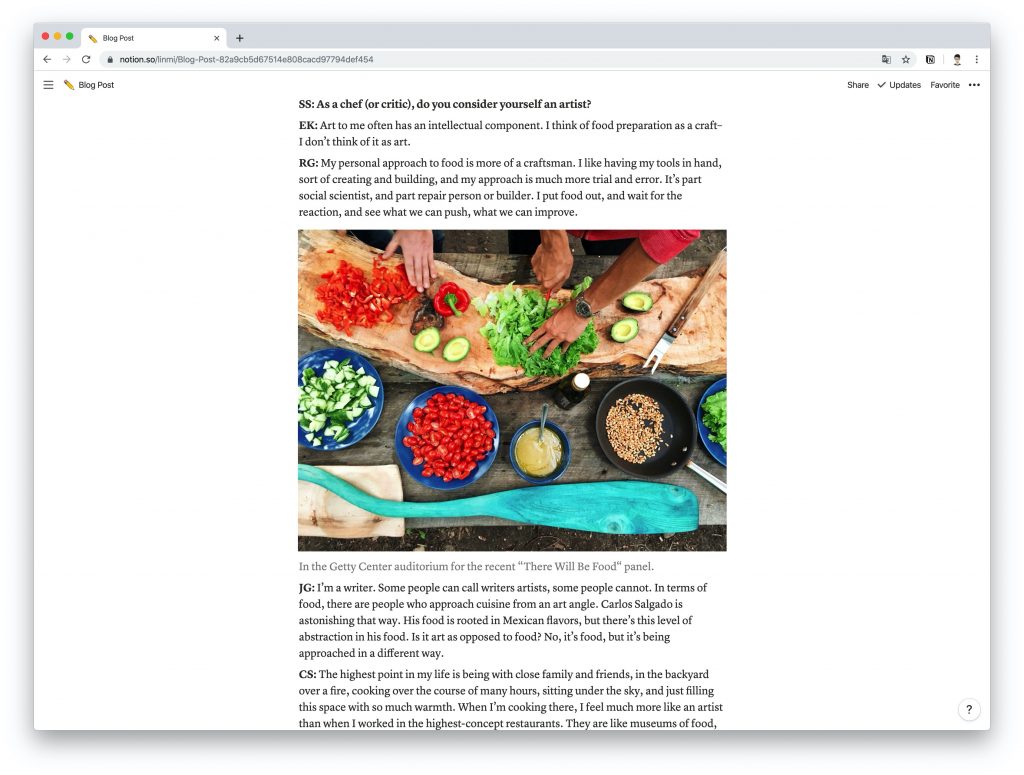 Blog Post
notion.so/linmi/Blog-Post-82a9cb5d67514e808cacd97794def454
Blog Post
Share Updates Favorite
SS: As a chef (or critic), do you consider yourself an artist?
EK: Art to me often has an intellectual component. I think of food preparation as a craft–
I don’t think of it as art.
RG: My personal approach to food is more of a craftsman. I like having my tools in hand,
sort of creating and building, and my approach is much more trial and error. It’s part
social scientist, and part repair person or builder. I put food out, and wait for the
reaction, and see what we can push, what we can improve.
In the Getty Center auditorium for the recent “There Will Be Food“ panel.
JG: I’m a writer. Some people can call writers artists, some people cannot. In terms of
food, there are people who approach cuisine from an art angle. Carlos Salgado is
astonishing that way. His food is rooted in Mexican flavors, but there’s this level of
abstraction in his food. Is it art as opposed to food? No, it’s food, but it’s being
approached in a different way.
CS: The highest point in my life is being with close family and friends, in the backyard
over a fire, cooking over the course of many hours, sitting under the sky, and just filling
this space with so much warmth. When I’m cooking there, I feel much more like an artist
than when I worked in the highest-concept restaurants. They are like museums of food,
?